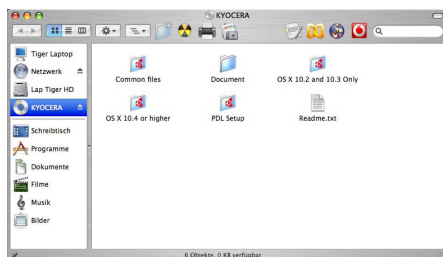 KYOCERA
Tiger Laptop
Netzwerk
Lap Tiger HD
KYOCERA
Schreibtisch
Programme
Dokumente
Filme
Musik
Bilder
Common files
Document
OS X 10.2 and 10.3 Only
OS X 10.4 or higher
PDL Setup
Readme.txt
6 Objekte, 0 KB verfügbar